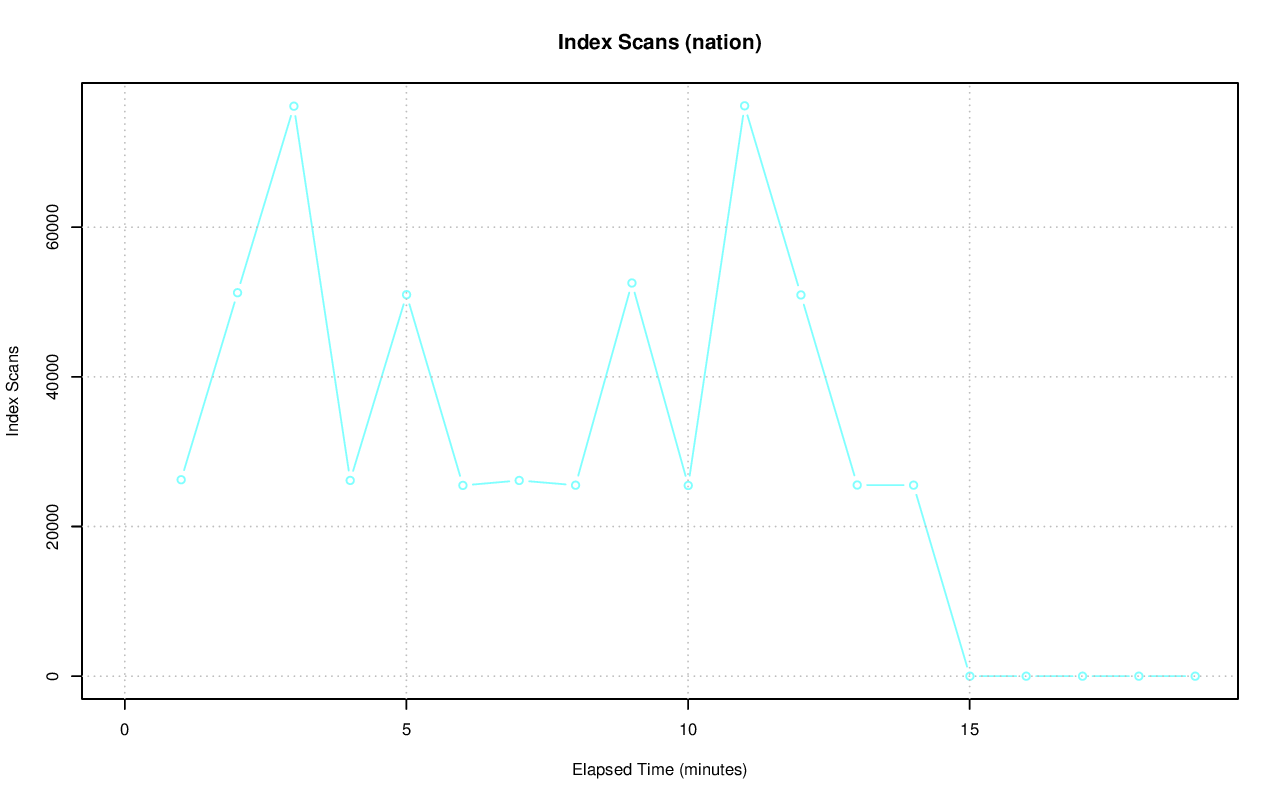 Index Scans (nation)
Index Scans
60000
40000
20000
0
0 5 10 15
Elapsed Time (minutes)